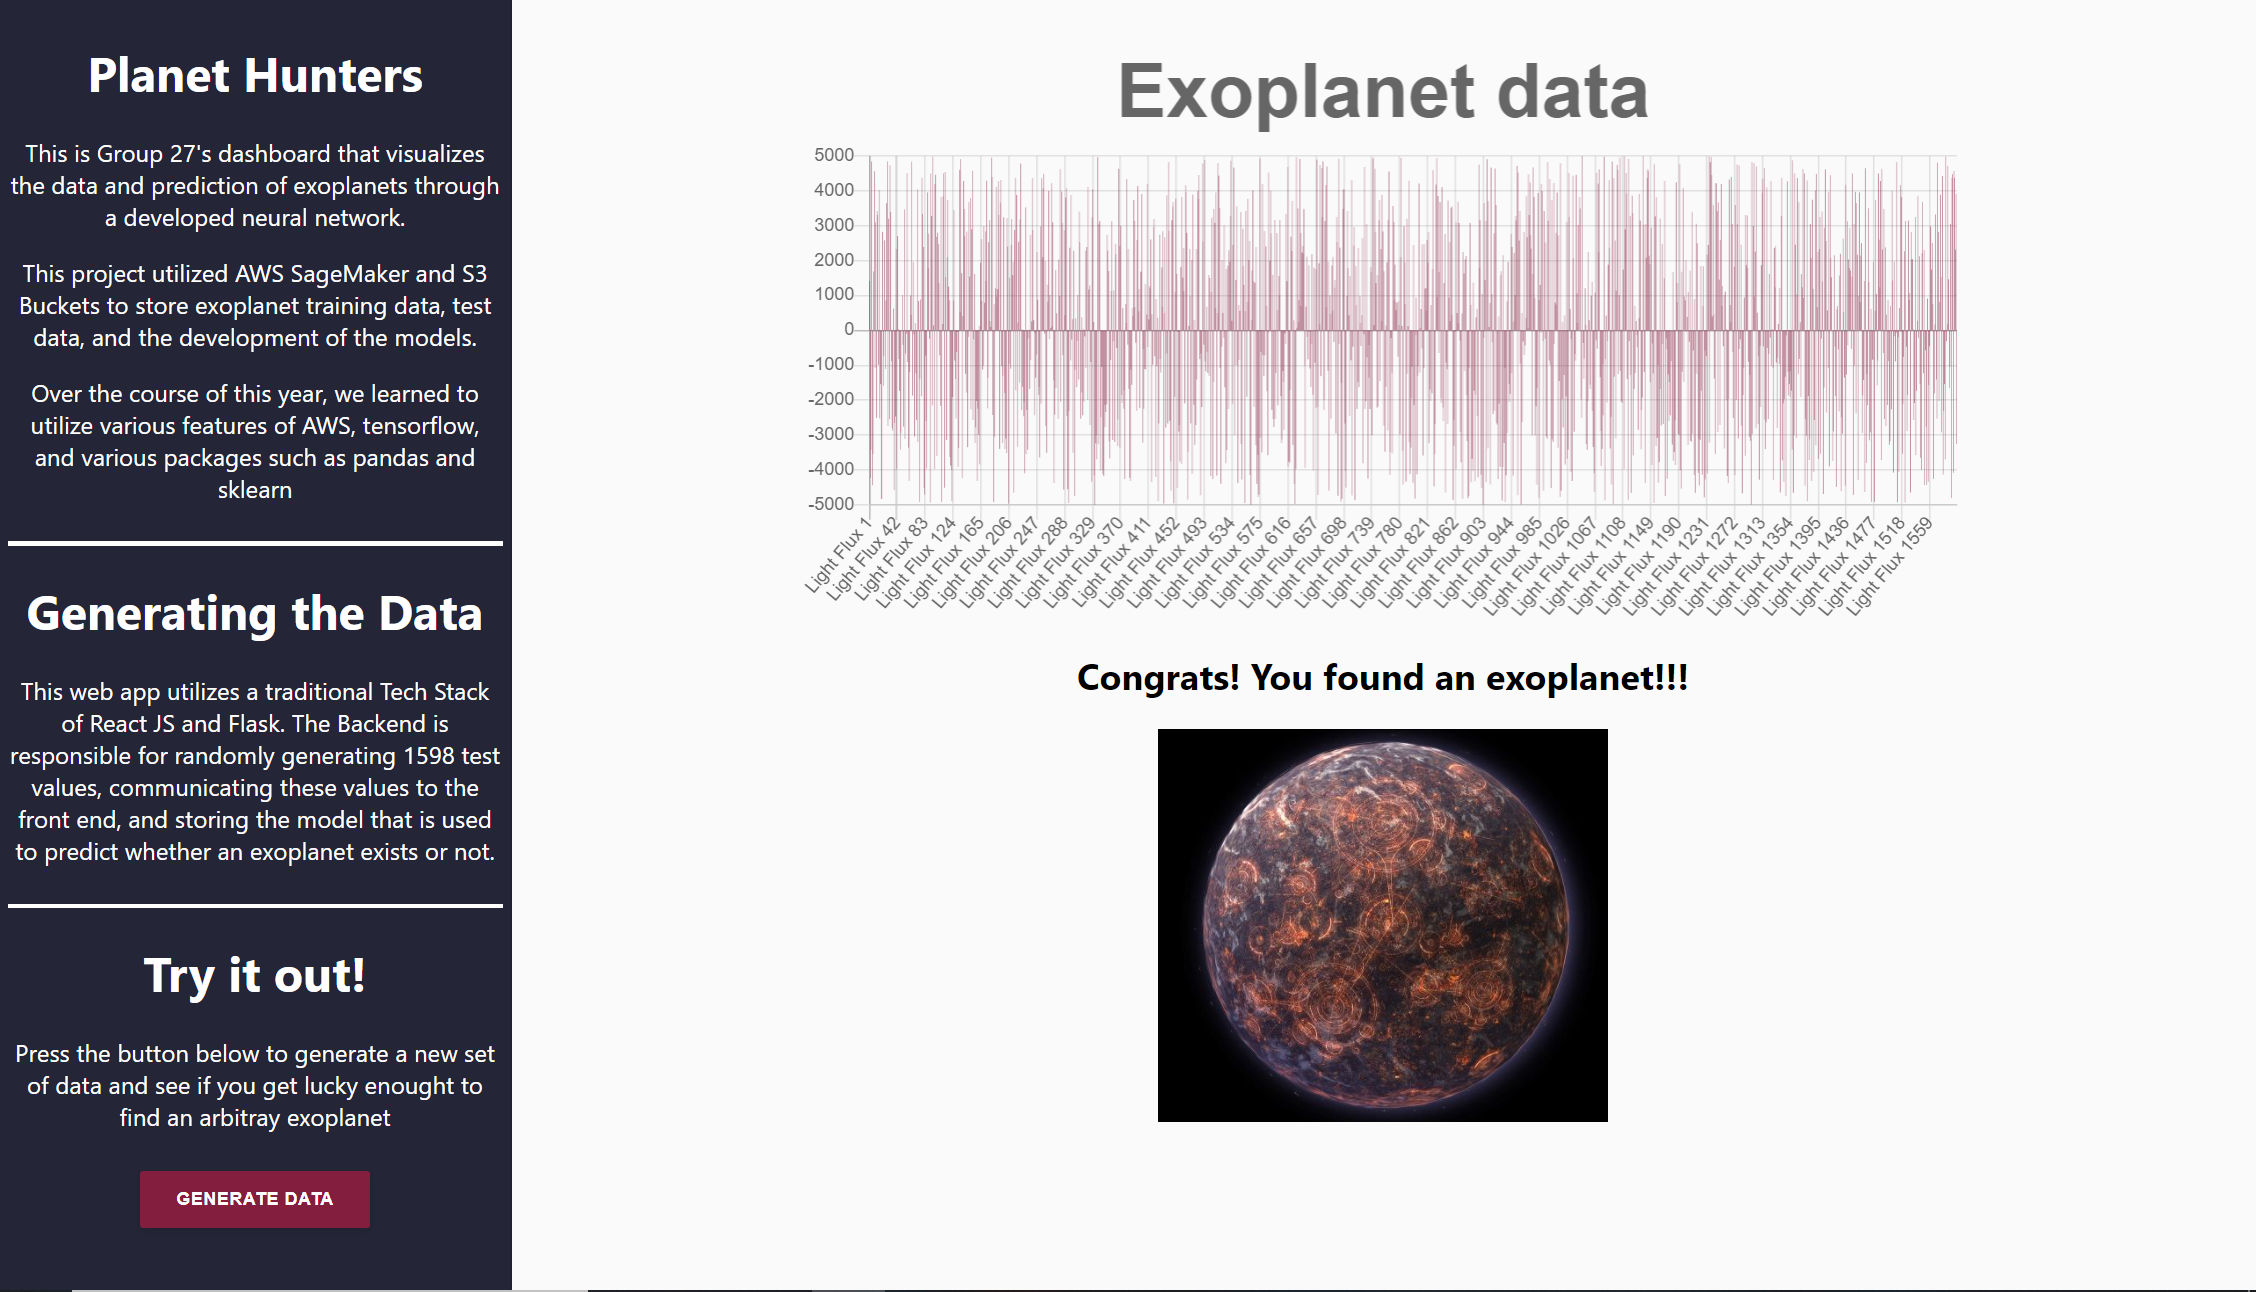 Planet Hunters
This is Group 27's dashboard that visualizes
the data and prediction of exoplanets through
a developed neural network.
This project utilized AWS SageMaker and S3
Buckets to store exoplanet training data, test
data, and the development of the models.
Over the course of this year, we learned to
utilize various features of AWS, tensorflow,
and various packages such as pandas and
sklearn
Generating the Data
This web app utilizes a traditional Tech Stack
of React JS and Flask. The Backend is
responsible for randomly generating 1598 test
values, communicating these values to the
front end, and storing the model that is used
to predict whether an exoplanet exists or not.
Try it out!
Press the button below to generate a new set
of data and see if you get lucky enought to
find an arbitray exoplanet
GENERATE DATA
Exoplanet data
5000
4000
3000
2000
1000
0
-1000
-2000
-3000
-4000
-5000
Light Flux 1
Light Flux 42
Light Flux 83
Light Flux 124
Light Flux 165
Light Flux 206
Light Flux 247
Light Flux 288
Light Flux 329
Light Flux 370
Light Flux 411
Light Flux 452
Light Flux 493
Light Flux 534
Light Flux 575
Light Flux 616
Light Flux 657
Light Flux 698
Light Flux 739
Light Flux 780
Light Flux 821
Light Flux 862
Light Flux 903
Light Flux 944
Light Flux 985
Light Flux 1026
Light Flux 1067
Light Flux 1108
Light Flux 1149
Light Flux 1190
Light Flux 1231
Light Flux 1272
Light Flux 1313
Light Flux 1354
Light Flux 1395
Light Flux 1436
Light Flux 1477
Light Flux 1518
Light Flux 1559
Congrats! You found an exoplanet!!!